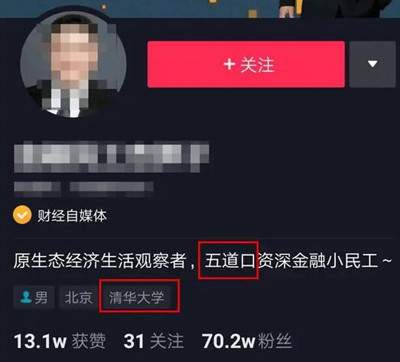 + 关注
财经自媒体
原生态经济生活观察者，五道口资深金融小民工～
男 北京 清华大学
13.1w 获赞 31 关注 70.2w 粉丝